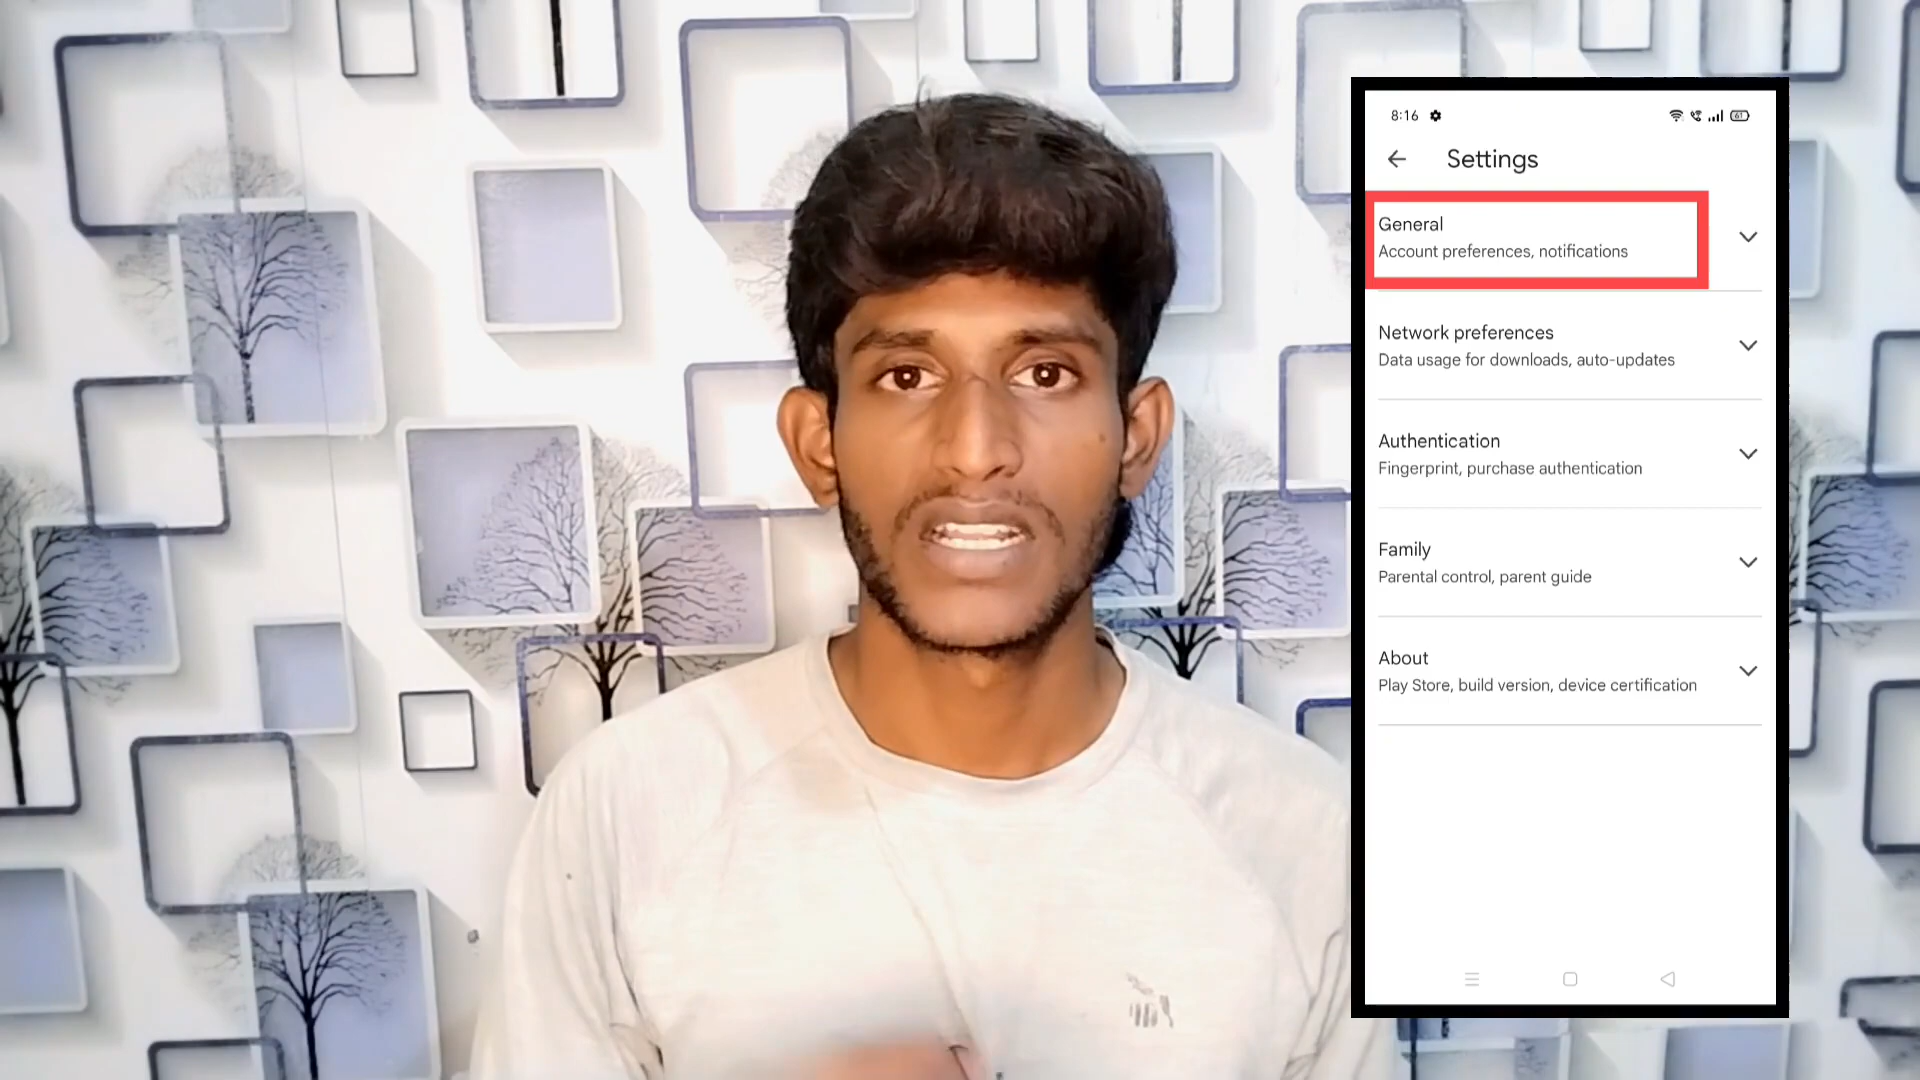 8:16
61
Settings
General
Account preferences, notifications
Network preferences
Data usage for downloads, auto-updates
Authentication
Fingerprint, purchase authentication
Family
Parental control, parent guide
About
Play Store, build version, device certification